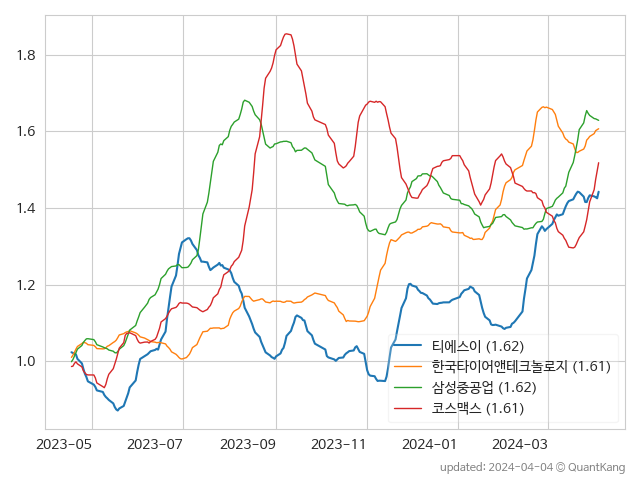 1.8
1.6
1.4
1.2
1.0
티에스이 (1.62)
한국타이어앤테크놀로지 (1.61)
삼성중공업 (1.62)
코스맥스 (1.61)
2023-05 2023-07 2023-09 2023-11 2024-01 2024-03
updated: 2024-04-04 © QuantKang